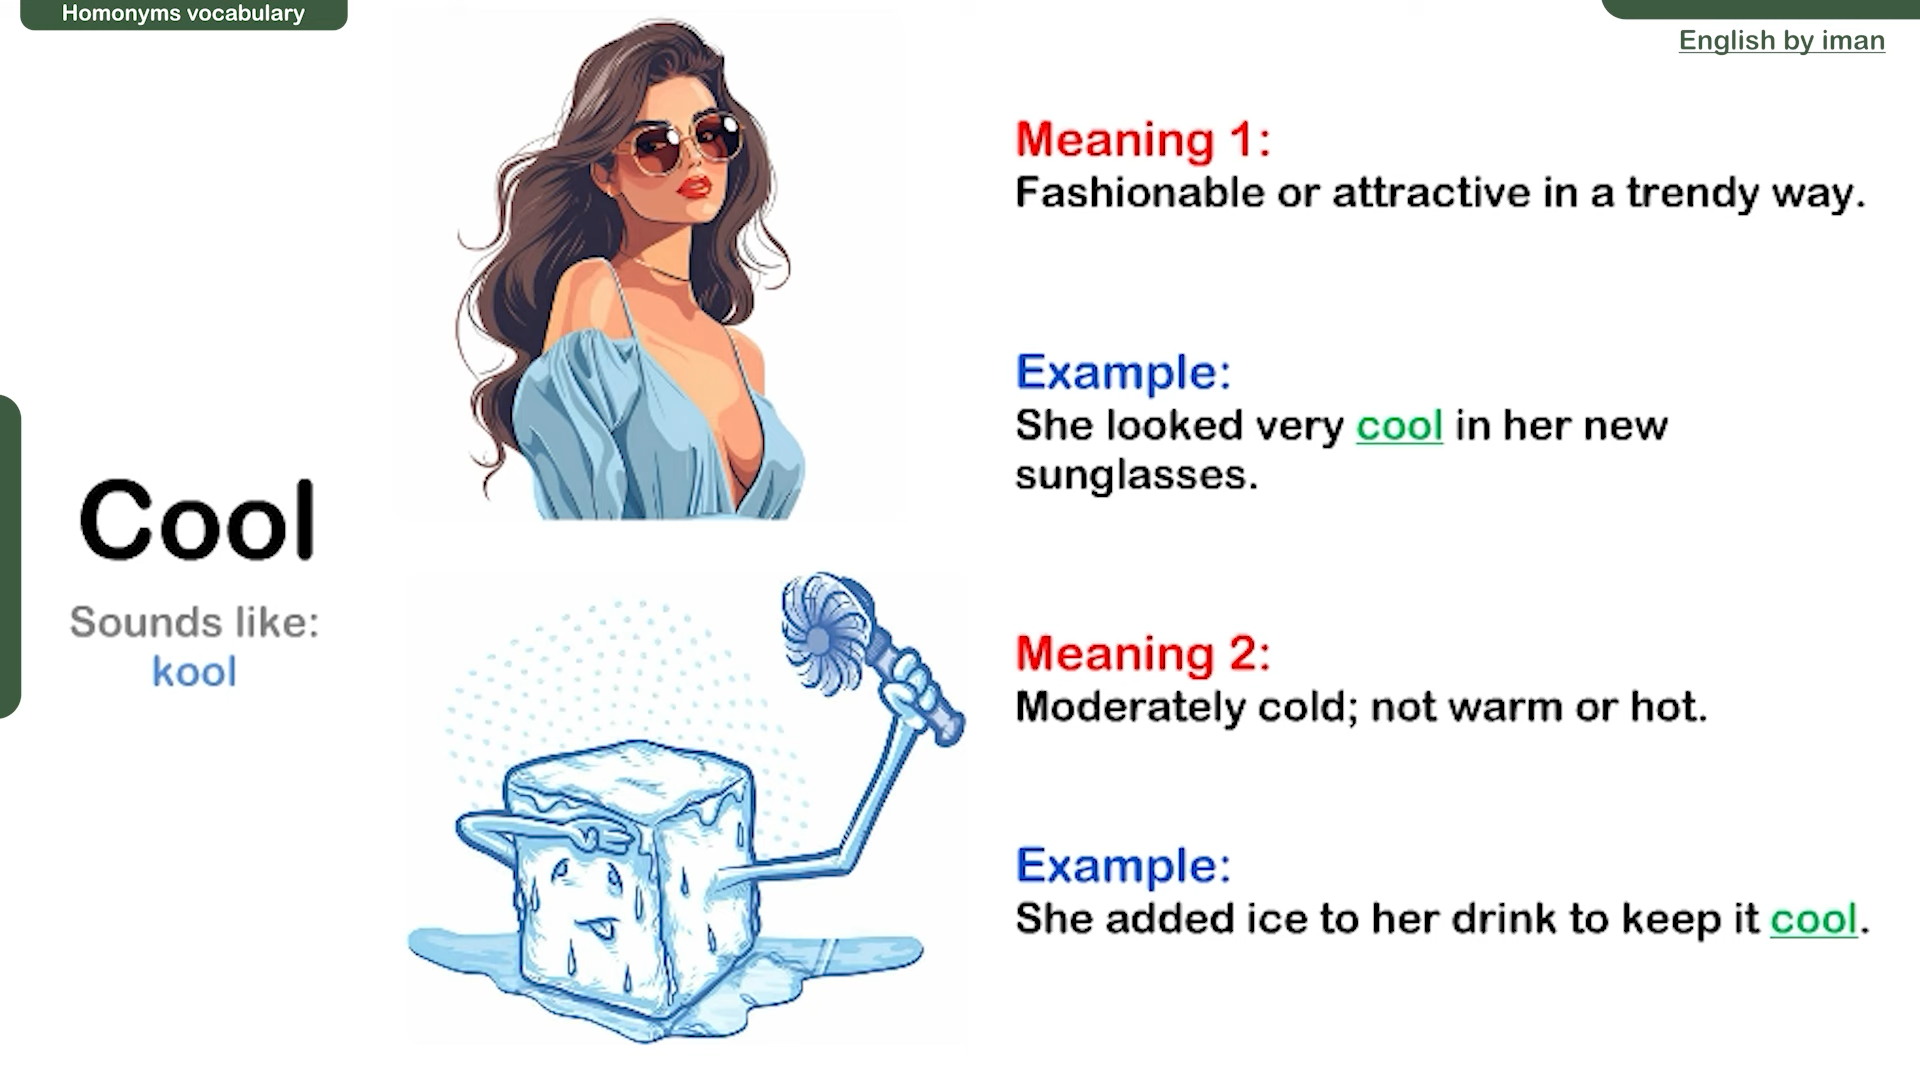 Homonyms vocabulary
English by iman
Cool
Sounds like:
kool
Meaning 1:
Fashionable or attractive in a trendy way.
Example:
She looked very cool in her new
sunglasses.
Meaning 2:
Moderately cold; not warm or hot.
Example:
She added ice to her drink to keep it cool.